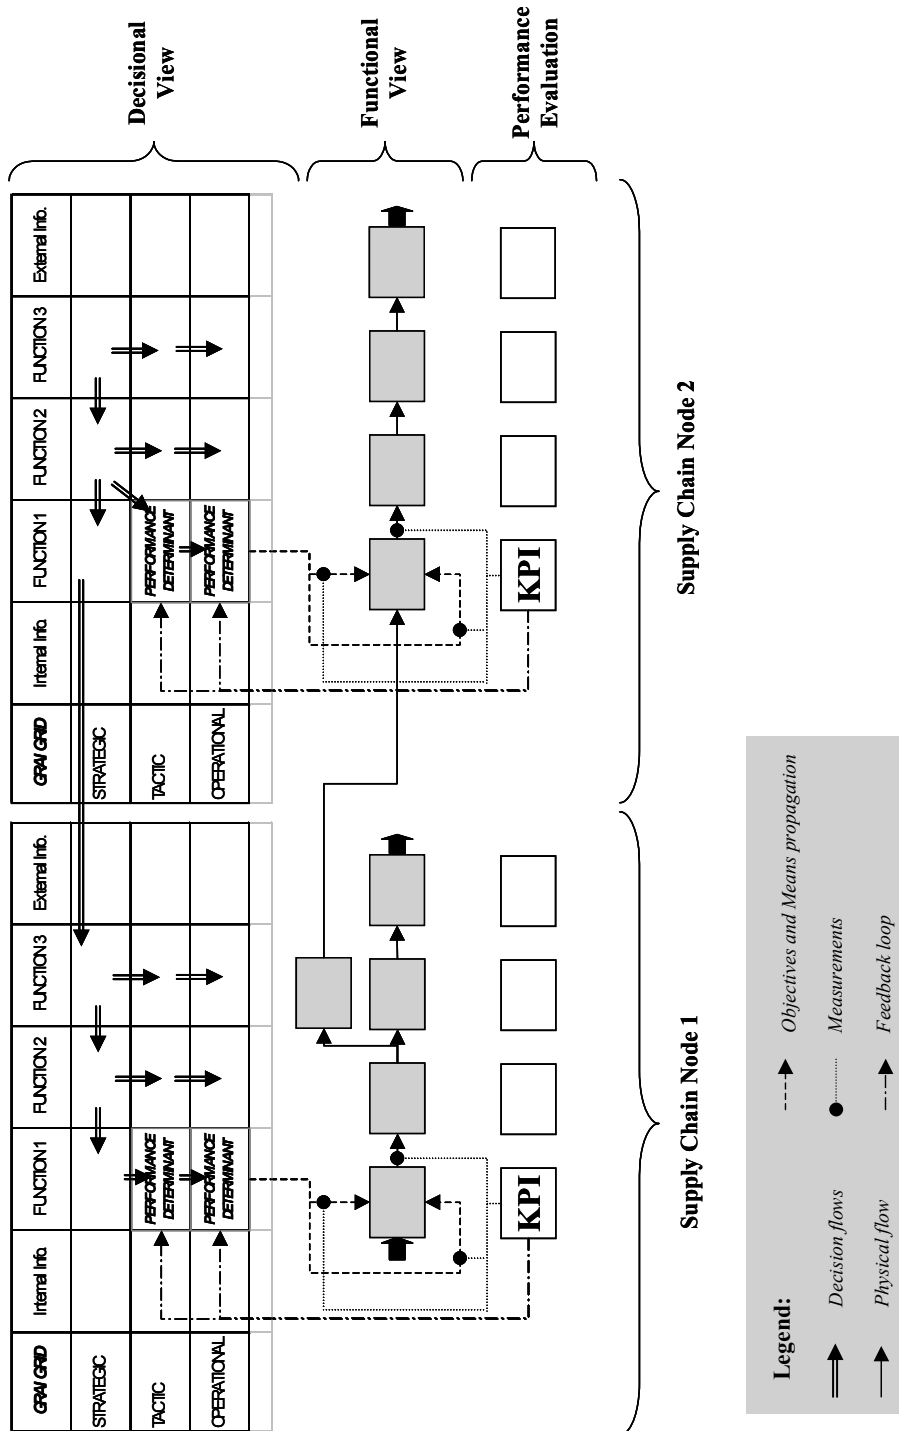 GRAI GRID
Internal Info.
FUNCTION 1
FUNCTION 2
FUNCTION 3
External Info.
STRATEGIC
TACTIC
PERFORMANCE
DETERMINANT
OPERATIONAL
PERFORMANCE
DETERMINANT
GRAI GRID
Internal Info.
FUNCTION 1
FUNCTION 2
FUNCTION 3
External Info.
STRATEGIC
TACTIC
PERFORMANCE
DETERMINANT
OPERATIONAL
PERFORMANCE
DETERMINANT
Decisional
View
Functional
View
KPI
KPI
Performance
Evaluation
Supply Chain Node 1
Supply Chain Node 2
Legend:
Decision flows
Physical flow
Objectives and Means propagation
Measurements
Feedback loop